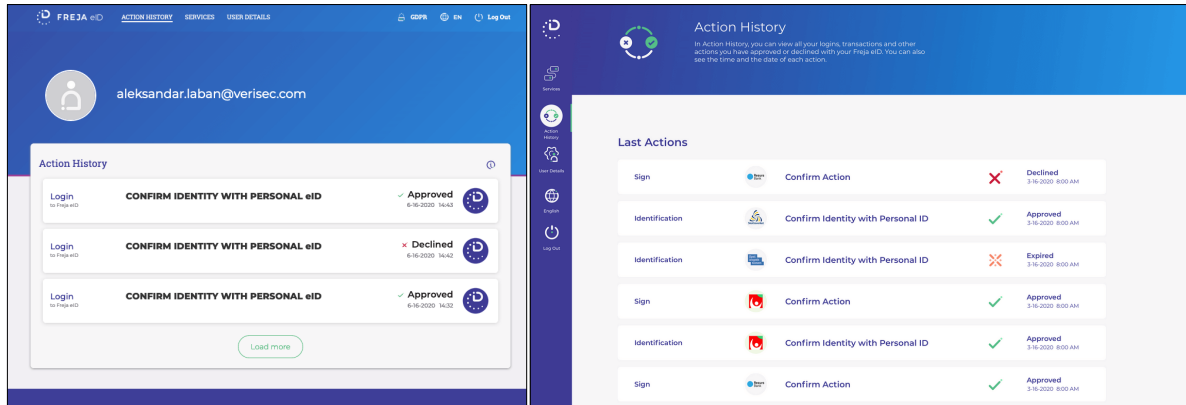 FREJA eID ACTION HISTORY SERVICES USER DETAILS GDPR EN Log Out
aleksandar.laban@verisec.com
Action History
Login CONFIRM IDENTITY WITH PERSONAL eID Approved
to Freja eID 6-16-2020 14:43
Login CONFIRM IDENTITY WITH PERSONAL eID Declined
to Freja eID 6-16-2020 14:42
Login CONFIRM IDENTITY WITH PERSONAL eID Approved
to Freja eID 6-16-2020 14:32
Load more
Services
Action
History
User Details
English
Log Out
Action History
In Action History, you can view all your logins, transactions and other
actions you have approved or declined with your Freja eID. You can also
see the time and the date of each action.
Last Actions
Sign Confirm Action Declined
3-16-2020 8:00 AM
Identification Confirm Identity with Personal ID Approved
3-16-2020 8:00 AM
Identification Confirm Identity with Personal ID Expired
3-16-2020 8:00 AM
Sign Confirm Action Approved
3-16-2020 8:00 AM
Identification Confirm Identity with Personal ID Approved
3-16-2020 8:00 AM
Sign Confirm Action Approved
3-16-2020 8:00 AM